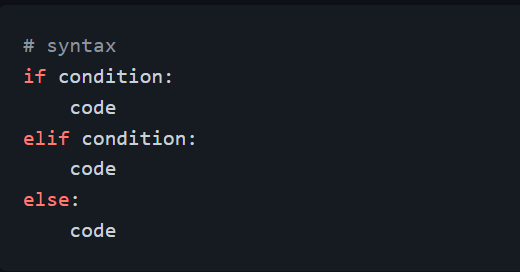 # syntax
if condition:
    code
elif condition:
    code
else:
    code